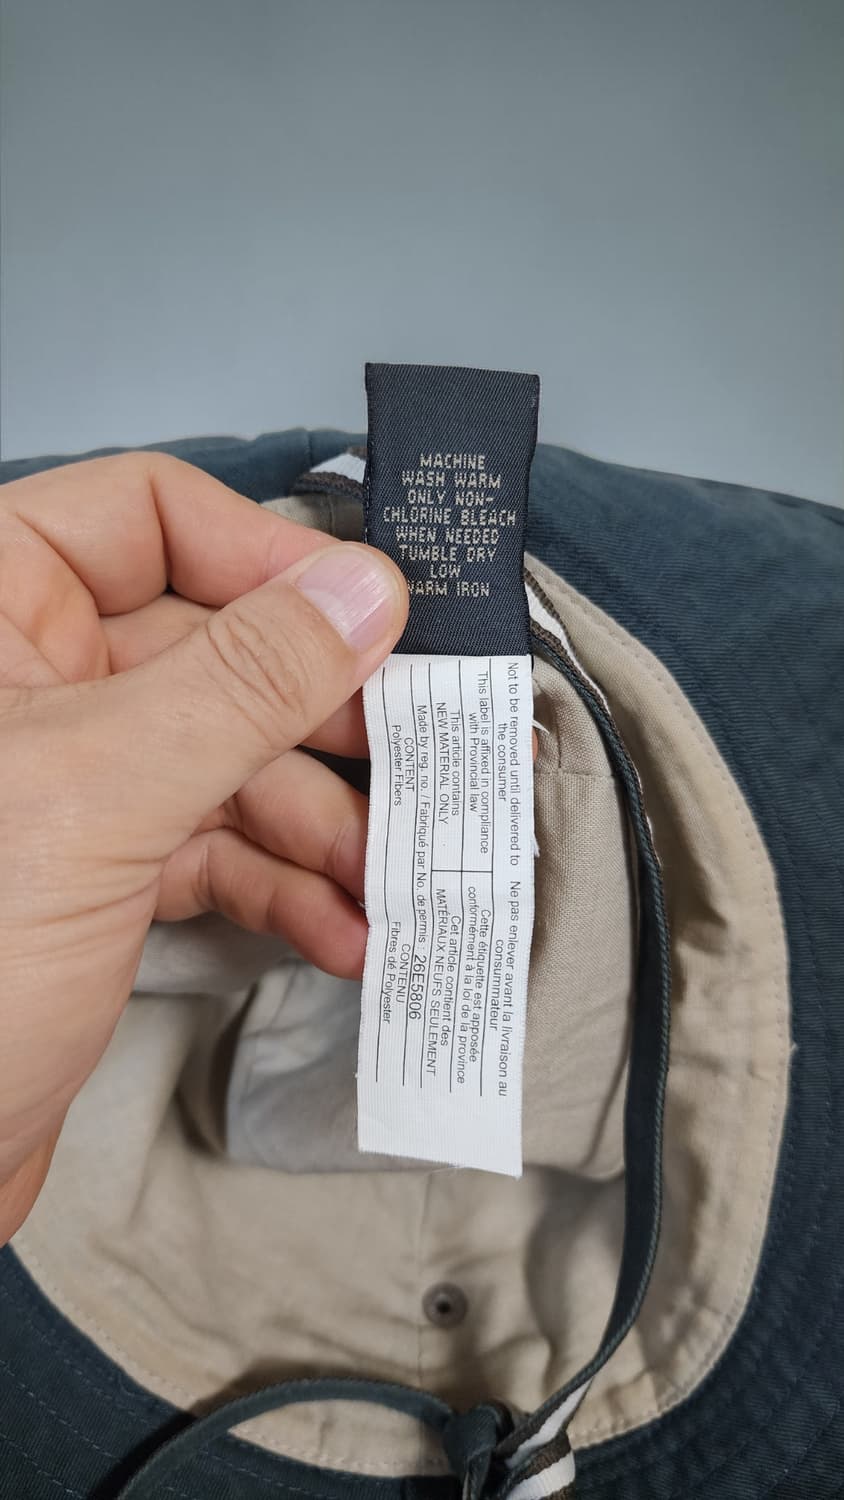 MACHINE
WASH WARM
ONLY NON-
CHLORINE BLEACH
WHEN NEEDED
TUMBLE DRY
LOW
WARM IRON
Not to be removed until delivered to
the consumer
Ne pas enlever avant la livraison au
consummateur
This label is affixed in compliance
with Provincial law
Cette étiquette est apposée
conformément à la loi de la province
This article contains
NEW MATERIAL ONLY
Cet article contient des
MATÉRIAUX NEUFS SEULEMENT
Made by reg. no. / Fabriqué par No. de permis : 26E5806
CONTENT
Polyester Fibers
CONTENU
Fibres dé Polyester